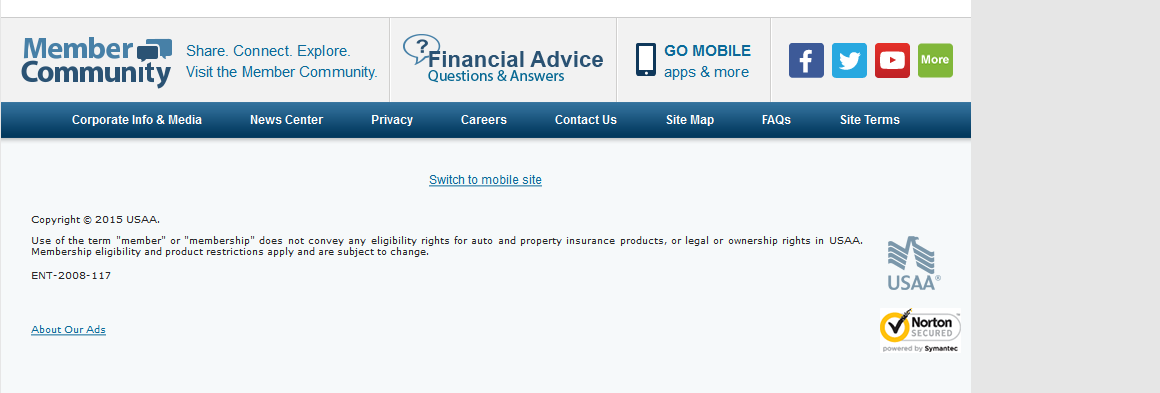 Member
Community
Share. Connect. Explore.
Visit the Member Community.
?
Financial Advice
Questions & Answers
GO MOBILE
apps & more
f
More
Corporate Info & Media News Center Privacy Careers Contact Us Site Map FAQs Site Terms
Switch to mobile site
Copyright © 2015 USAA.
Use of the term "member" or "membership" does not convey any eligibility rights for auto and property insurance products, or legal or ownership rights in USAA.
Membership eligibility and product restrictions apply and are subject to change.
ENT-2008-117
USAA®
About Our Ads
Norton
SECURED
powered by Symantec